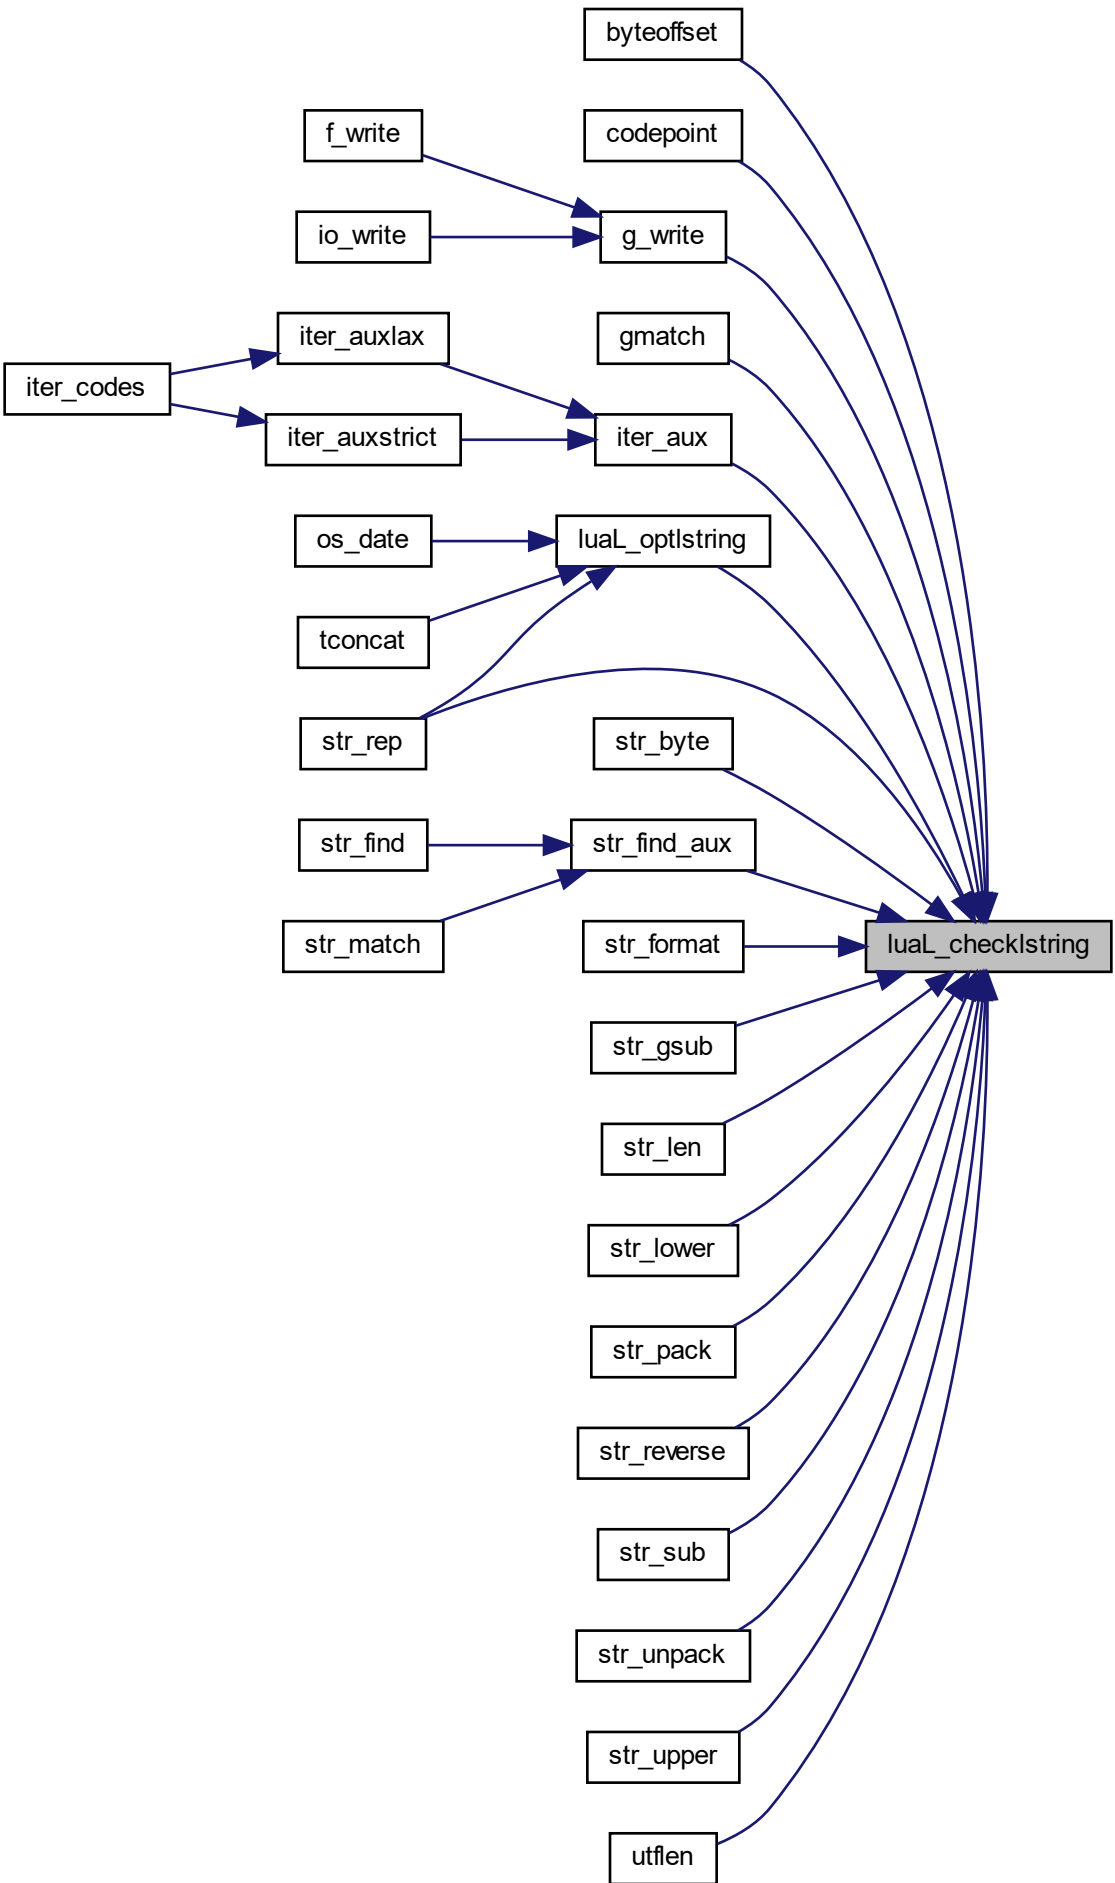 byteoffset
codepoint
f_write
io_write
g_write
iter_auxlax
gmatch
iter_codes
iter_auxstrict
iter_aux
os_date
luaL_optlstring
tconcat
str_rep
str_byte
str_find
str_find_aux
str_match
str_format
luaL_checklstring
str_gsub
str_len
str_lower
str_pack
str_reverse
str_sub
str_unpack
str_upper
utflen